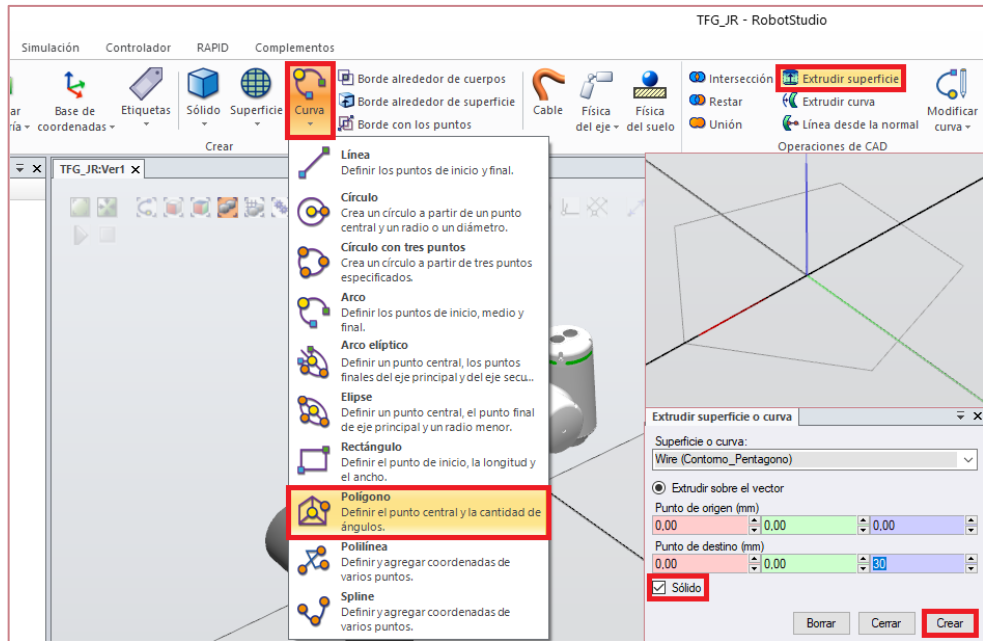 TFG_JR - RobotStudio
Simulación Controlador RAPID Complementos
ar
ría
Base de
coordenadas
Etiquetas
Sólido
Superficie
Curva
Borde alrededor de cuerpos
Borde alrededor de superficie
Borde con los puntos
Cable
Física
del eje
Física
del suelo
Intersección
Restar
Unión
Extrudir superficie
Extrudir curva
Línea desde la normal
Modificar
curva
Crear
Operaciones de CAD
TFG_JR:Ver1
Línea
Definir los puntos de inicio y final.
Círculo
Crea un círculo a partir de un punto
central y un radio o un diámetro.
Círculo con tres puntos
Crea un círculo a partir de tres puntos
especificados.
Arco
Definir los puntos de inicio, medio y
final.
Arco elíptico
Definir un punto central, los puntos
finales del eje principal y del eje secu...
Elipse
Definir un punto central, el punto final
de eje principal y un radio menor.
Rectángulo
Definir el punto de inicio, la longitud y
el ancho.
Polígono
Definir el punto central y la cantidad de
ángulos.
Polilínea
Definir y agregar coordenadas de
varios puntos.
Spline
Definir y agregar coordenadas de
varios puntos.
Extrudir superficie o curva
Superficie o curva:
Wire (Contorno_Pentagono)
Extrudir sobre el vector
Punto de origen (mm)
0,00 0,00 0,00
Punto de destino (mm)
0,00 0,00 30
Sólido
Borrar Cerrar Crear